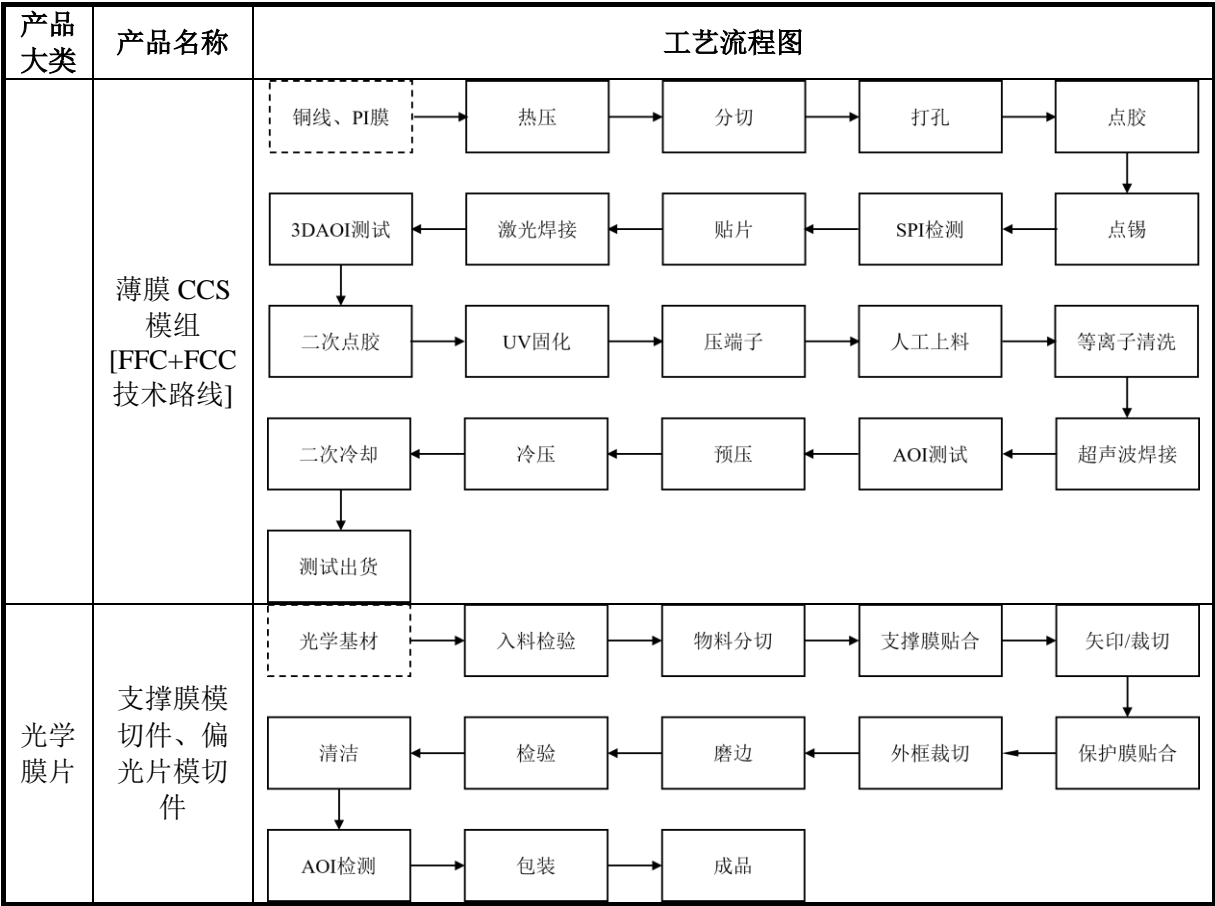 产品
大类
产品名称
工艺流程图
薄膜 CCS
模组
[FFC+FCC
技术路线]
铜线、PI膜
热压
分切
打孔
点胶
点锡
SPI检测
贴片
激光焊接
3DAOI测试
二次点胶
UV固化
压端子
人工上料
等离子清洗
超声波焊接
AOI测试
预压
冷压
二次冷却
测试出货
光学
膜片
支撑膜模
切件、偏
光片模切
件
光学基材
入料检验
物料分切
支撑膜贴合
矢印/裁切
保护膜贴合
外框裁切
磨边
检验
清洁
AOI检测
包装
成品